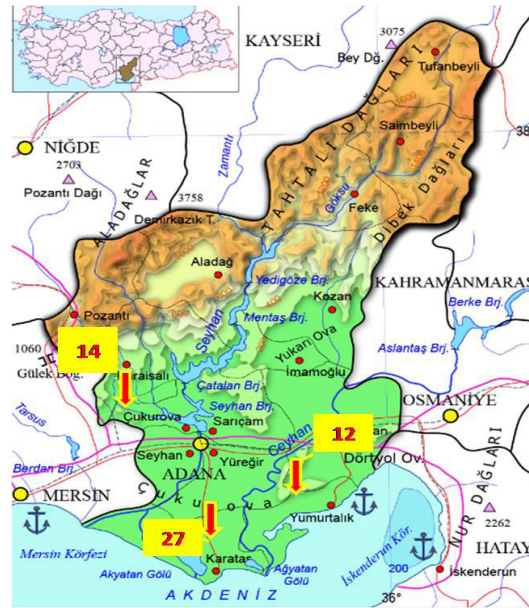 KAYSERİ
3075
Bey Dğ.
Tufanbeyli
38
NİĞDE
2703
Pozantı Dağı
ALADAĞLAR
3758
Demirkazık T.
Zamantı
TAHTALI DAĞLARI
1600
Saimbeyli
Göksu
Feke
Dibek Dağları
Aladağ
Yedigöze Brj.
KAHRAMANMARAŞ
Berke Brj.
Kozan
Mentaş Brj.
Seyhan
Pozantı
1060
Gülek Boğ.
14
Yukarı Ova
İmamoğlu
Aslantaş Brj.
Çatalan Brj.
Seyhan Brj.
OSMANİYE
Tarsus
Çukurova
Sarıçam
12
Ceyhan
Seyhan
Yüreğir
ADANA
Dörtyol Ov.
Berdan Brj.
MERSİN
Çukurova
Yumurtalık
NUR DAĞLARI
2262
HATAY
27
Karataş
Mersin Körfezi
Akyatan Gölü
Ağyatan Gölü
İskenderun Kör.
200
İskenderun
AKDENİZ
36°